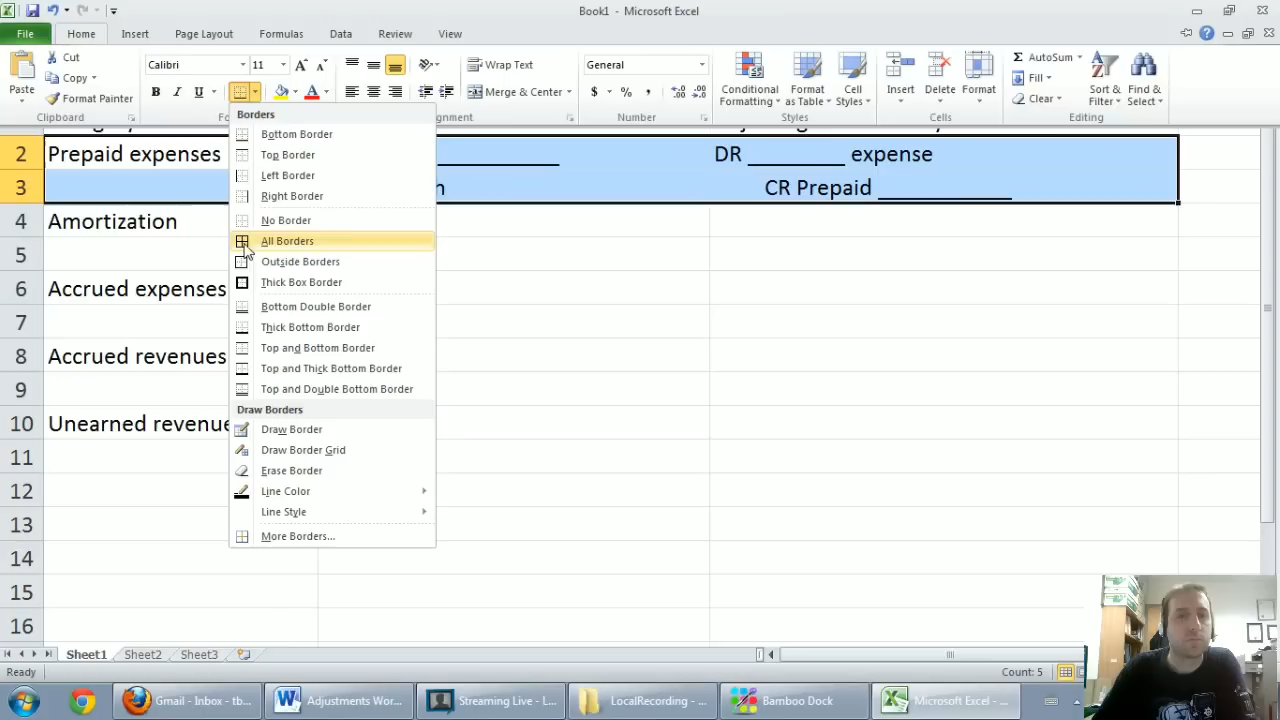 Book1 - Microsoft Excel
File Home Insert Page Layout Formulas Data Review View
Cut
Copy
Format Painter
Paste
Clipboard
Calibri 11
B I U
Wrap Text
Merge & Center
General
$ % ,
Number
Conditional Formatting
Format as Table
Cell Styles
Styles
Insert Delete Format
Cells
AutoSum
Fill
Clear
Sort & Filter
Find & Select
Editing
Borders
Bottom Border
Top Border
Left Border
Right Border
No Border
All Borders
Outside Borders
Thick Box Border
Bottom Double Border
Thick Bottom Border
Top and Bottom Border
Top and Thick Bottom Border
Top and Double Bottom Border
Draw Borders
Draw Border
Draw Border Grid
Erase Border
Line Color
Line Style
More Borders...
2 Prepaid expenses DR ________ expense
3 CR Prepaid ___________
4 Amortization
5
6 Accrued expenses
7
8 Accrued revenues
9
10 Unearned revenue
11
12
13
14
15
16
Sheet1 Sheet2 Sheet3
Ready Count: 5
Gmail - Inbox - tb...
Adjustments Wor...
Streaming Live - L...
LocalRecording - ...
Bamboo Dock
Microsoft Excel - ...